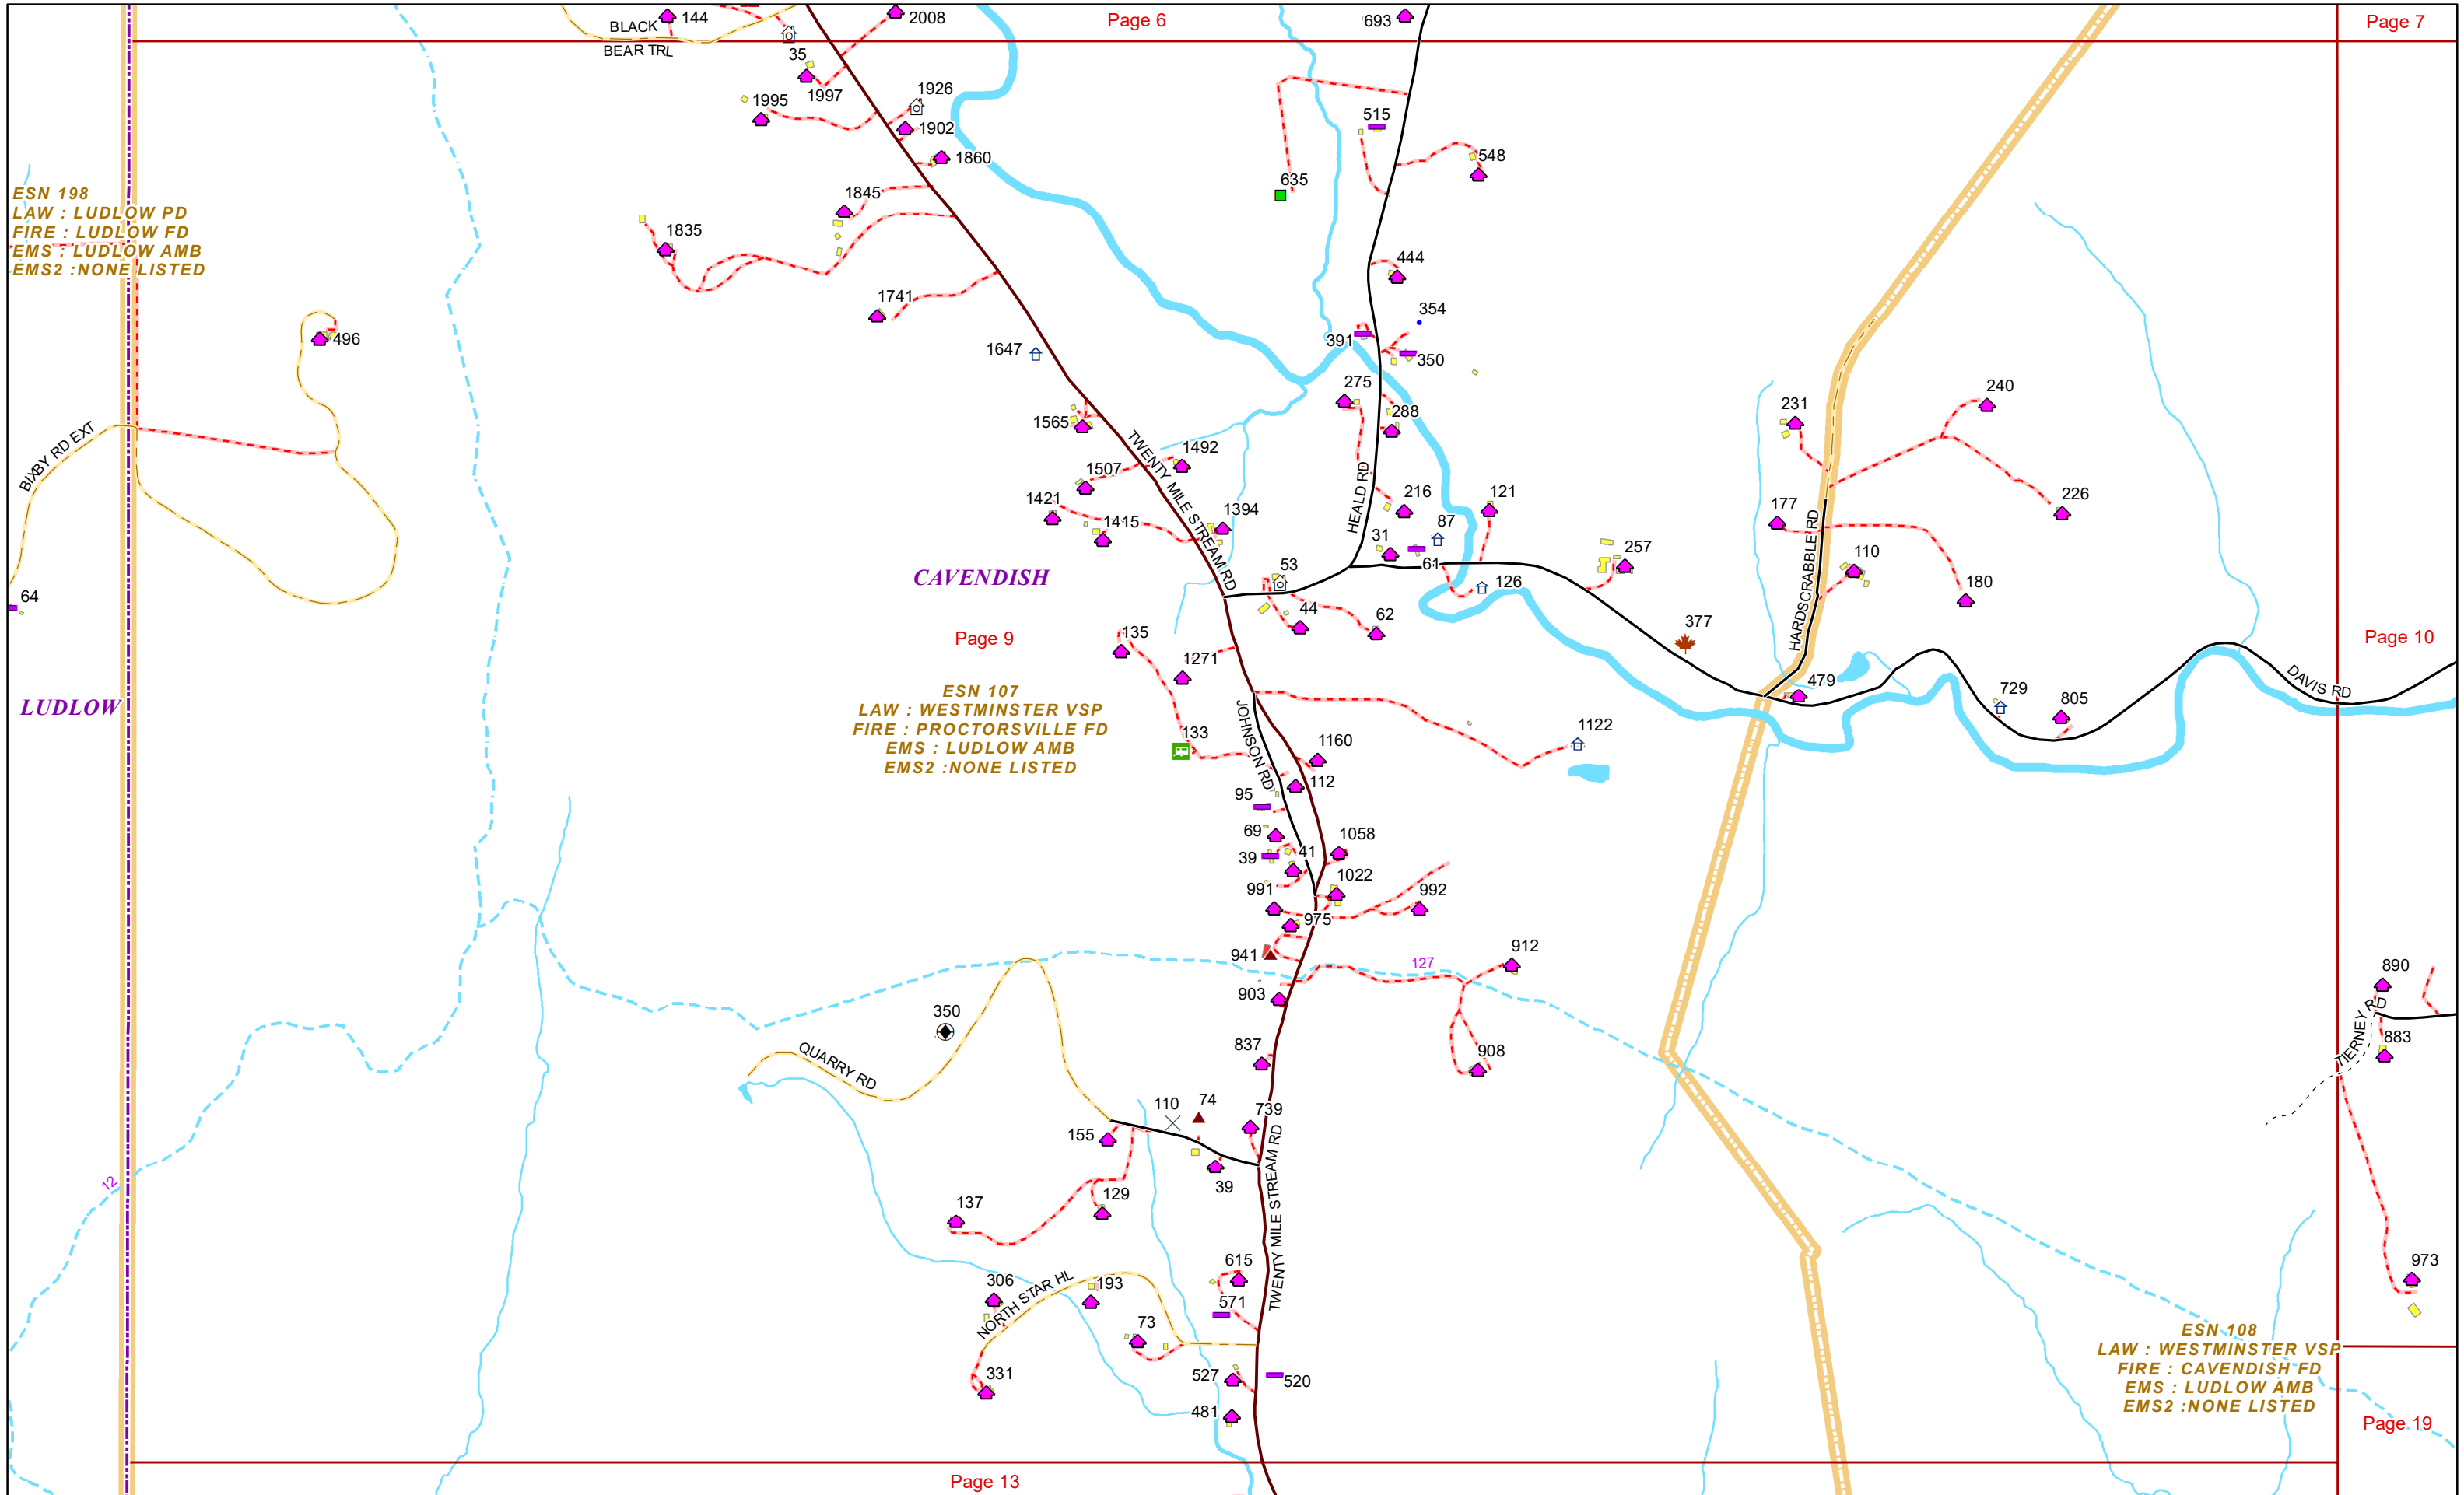 144
BLACK
BEAR TRL
35
2008
Page 6
693
Page 7
1997
1995
1926
1902
1860
515
548
635
ESN 198
LAW : LUDLOW PD
FIRE : LUDLOW FD
EMS : LUDLOW AMB
EMS2 :NONE LISTED
1845
1835
444
1741
354
496
1647
391
350
275
288
240
231
1565
BIXBY RD EXT
TWENTY MILE STREAM RD
1492
1507
HEALD RD
216
121
177
226
1421
1415
1394
87
HARDSCRABBLE RD
31
257
110
61
CAVENDISH
53
126
180
64
44
62
377
Page 9
135
Page 10
1271
ESN 107
LAW : WESTMINSTER VSP
FIRE : PROCTORSVILLE FD
EMS : LUDLOW AMB
EMS2 :NONE LISTED
LUDLOW
479
DAVIS RD
729
805
JOHNSON RD
133
1122
1160
112
95
69
1058
39
41
1022
991
992
975
941
912
127
903
890
350
TIERNEY RD
883
QUARRY RD
837
908
110
74
739
155
39
12
TWENTY MILE STREAM RD
129
137
615
973
306
NORTH STAR HL
193
571
73
ESN 108
LAW : WESTMINSTER VSP
FIRE : CAVENDISH FD
EMS : LUDLOW AMB
EMS2 :NONE LISTED
331
527
520
481
Page 19
Page 13